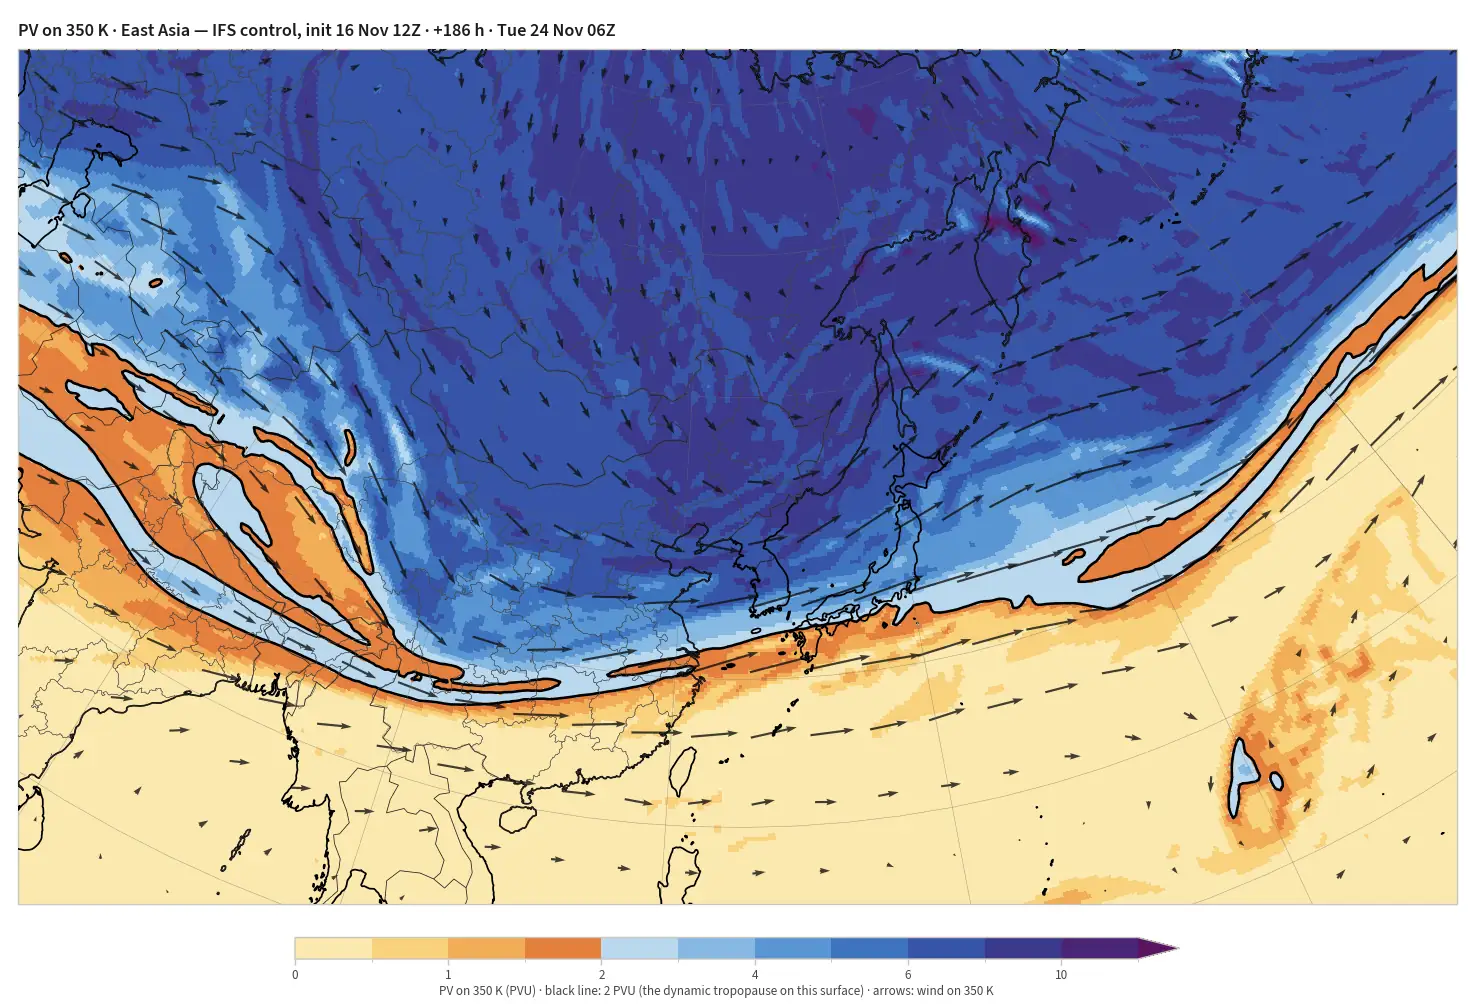 PV on 350 K · East Asia — IFS control, init 16 Nov 12Z · +186 h · Tue 24 Nov 06Z
0 1 2 4 6 10
PV on 350 K (PVU) · black line: 2 PVU (the dynamic tropopause on this surface) · arrows: wind on 350 K